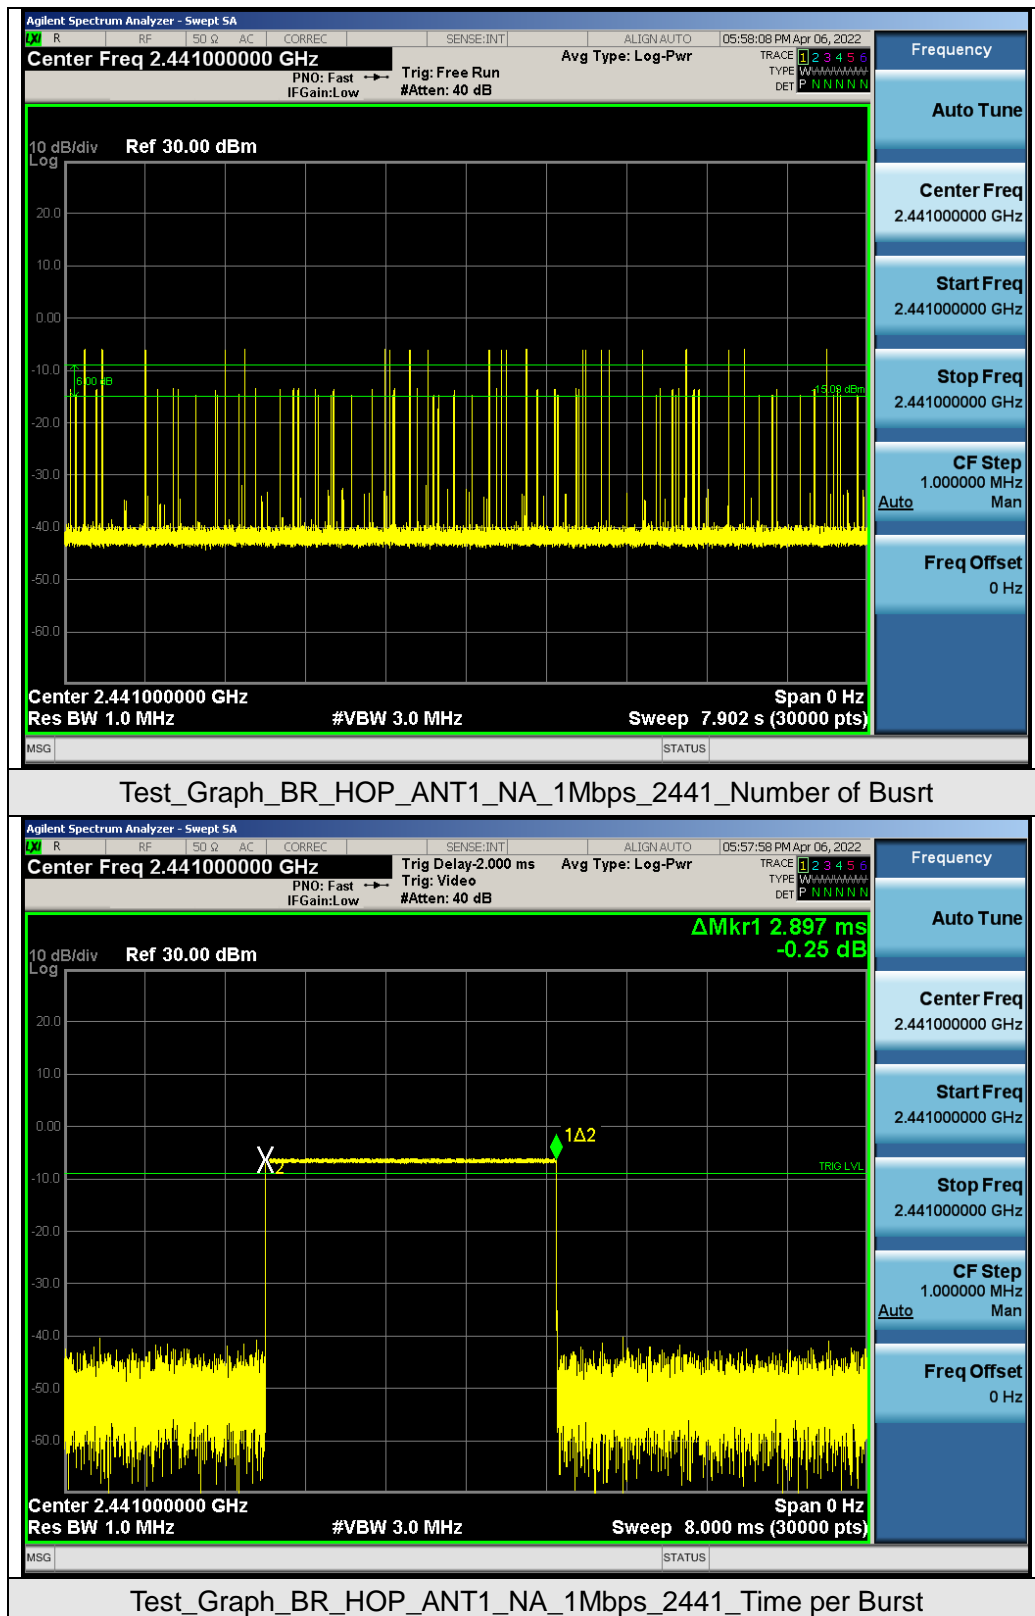 Agilent Spectrum Analyzer - Swept SA
LXI R RF 50 Ω AC CORREC SENSE:INT ALIGN AUTO 05:58:08 PM Apr 06, 2022
Center Freq 2.441000000 GHz
PNO: Fast
IFGain:Low
Trig: Free Run
#Atten: 40 dB
Avg Type: Log-Pwr
TRACE 1 2 3 4 5 6
TYPE WWWWWW
DET P N N N N N
Frequency
Auto Tune
Center Freq
2.441000000 GHz
Start Freq
2.441000000 GHz
Stop Freq
2.441000000 GHz
CF Step
1.000000 MHz
Auto Man
Freq Offset
0 Hz
10 dB/div Ref 30.00 dBm
Log
20.0
10.0
0.00
-10.0
6.00 dB
-15.09 dBm
-20.0
-30.0
-40.0
-50.0
-60.0
Center 2.441000000 GHz Span 0 Hz
Res BW 1.0 MHz #VBW 3.0 MHz Sweep 7.902 s (30000 pts)
MSG STATUS
Test_Graph_BR_HOP_ANT1_NA_1Mbps_2441_Number of Busrt
Agilent Spectrum Analyzer - Swept SA
LXI R RF 50 Ω AC CORREC SENSE:INT ALIGN AUTO 05:57:58 PM Apr 06, 2022
Center Freq 2.441000000 GHz
PNO: Fast
IFGain:Low
Trig Delay-2.000 ms
Trig: Video
#Atten: 40 dB
Avg Type: Log-Pwr
TRACE 1 2 3 4 5 6
TYPE WWWWWW
DET P N N N N N
Frequency
Auto Tune
Center Freq
2.441000000 GHz
Start Freq
2.441000000 GHz
Stop Freq
2.441000000 GHz
CF Step
1.000000 MHz
Auto Man
Freq Offset
0 Hz
ΔMkr1 2.897 ms
-0.25 dB
10 dB/div Ref 30.00 dBm
Log
20.0
10.0
0.00
1Δ2
X2
TRIG LVL
-10.0
-20.0
-30.0
-40.0
-50.0
-60.0
Center 2.441000000 GHz Span 0 Hz
Res BW 1.0 MHz #VBW 3.0 MHz Sweep 8.000 ms (30000 pts)
MSG STATUS
Test_Graph_BR_HOP_ANT1_NA_1Mbps_2441_Time per Burst